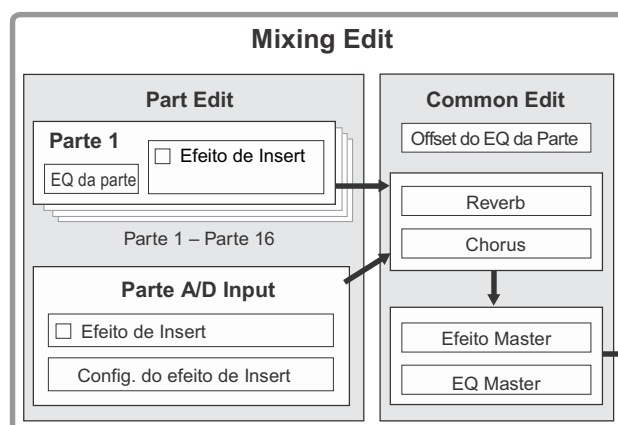 Mixing Edit
Part Edit
Parte 1
EQ da parte
Efeito de Insert
Parte 1 – Parte 16
Parte A/D Input
Efeito de Insert
Config. do efeito de Insert
Common Edit
Offset do EQ da Parte
Reverb
Chorus
Efeito Master
EQ Master